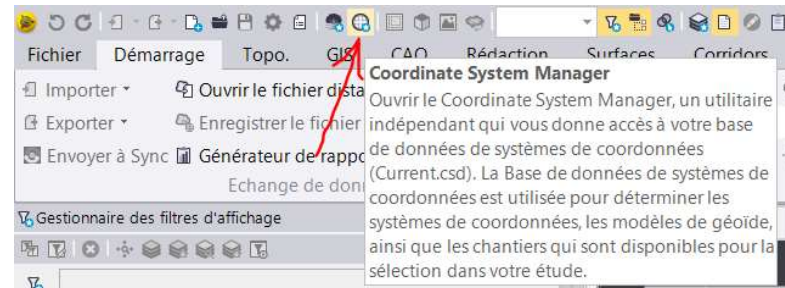 Fichier Démarrage Topo. GIS CAO Rédaction Surfaces Corridors
Coordinate System Manager
Importer Ouvrir le fichier dista
Ouvrir le Coordinate System Manager, un utilitaire
Exporter Enregistrer le fichier
indépendant qui vous donne accès à votre base
Envoyer à Sync Générateur de rappo
de données de systèmes de coordonnées
(Current.csd). La Base de données de systèmes de
Echange de don
coordonnées est utilisée pour déterminer les
Gestionnaire des filtres d'affichage
systèmes de coordonnées, les modèles de géoïde,
ainsi que les chantiers qui sont disponibles pour la
sélection dans votre étude.